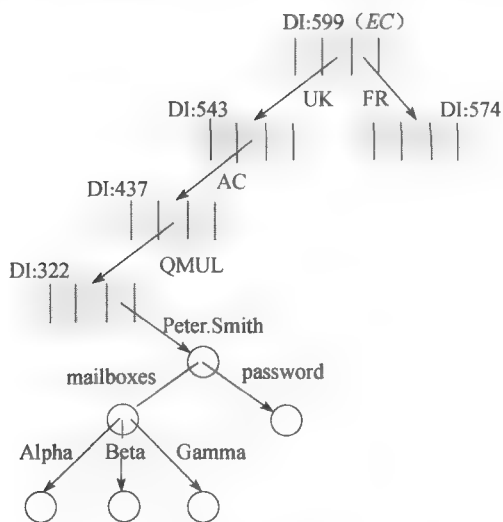 DI:599 (EC)
UK FR
DI:543 DI:574
AC
DI:437
QMUL
DI:322
Peter.Smith
mailboxes password
Alpha Beta Gamma